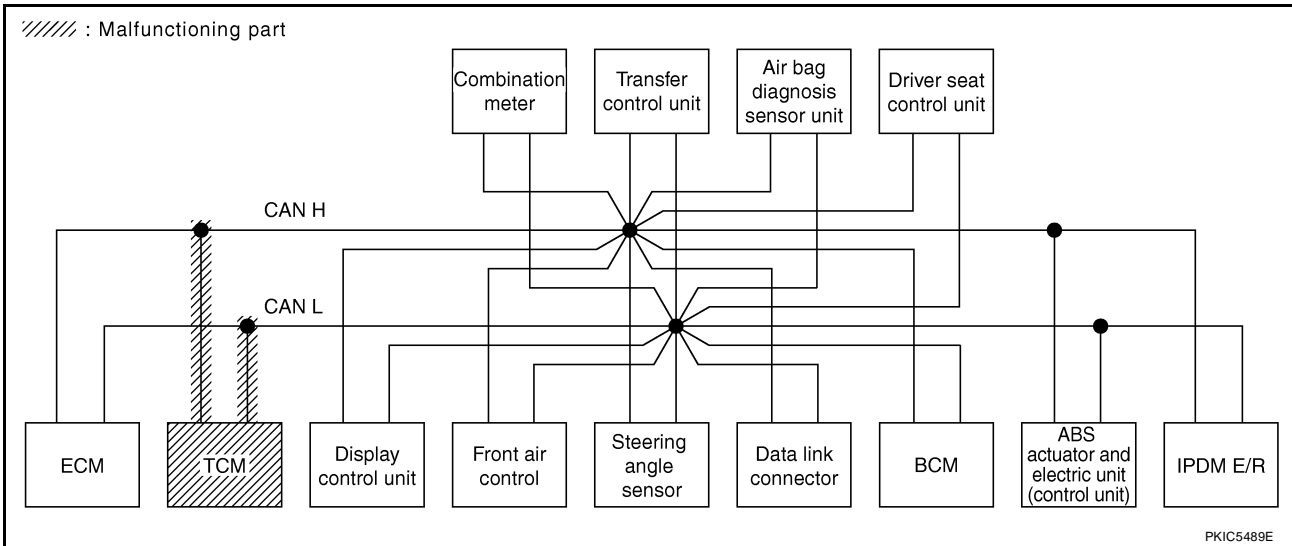 : Malfunctioning part
Combination
meter
Transfer
control unit
Air bag
diagnosis
sensor unit
Driver seat
control unit
CAN H
CAN L
ECM
TCM
Display
control unit
Front air
control
Steering
angle
sensor
Data link
connector
BCM
ABS
actuator and
electric unit
(control unit)
IPDM E/R
PKIC5489E